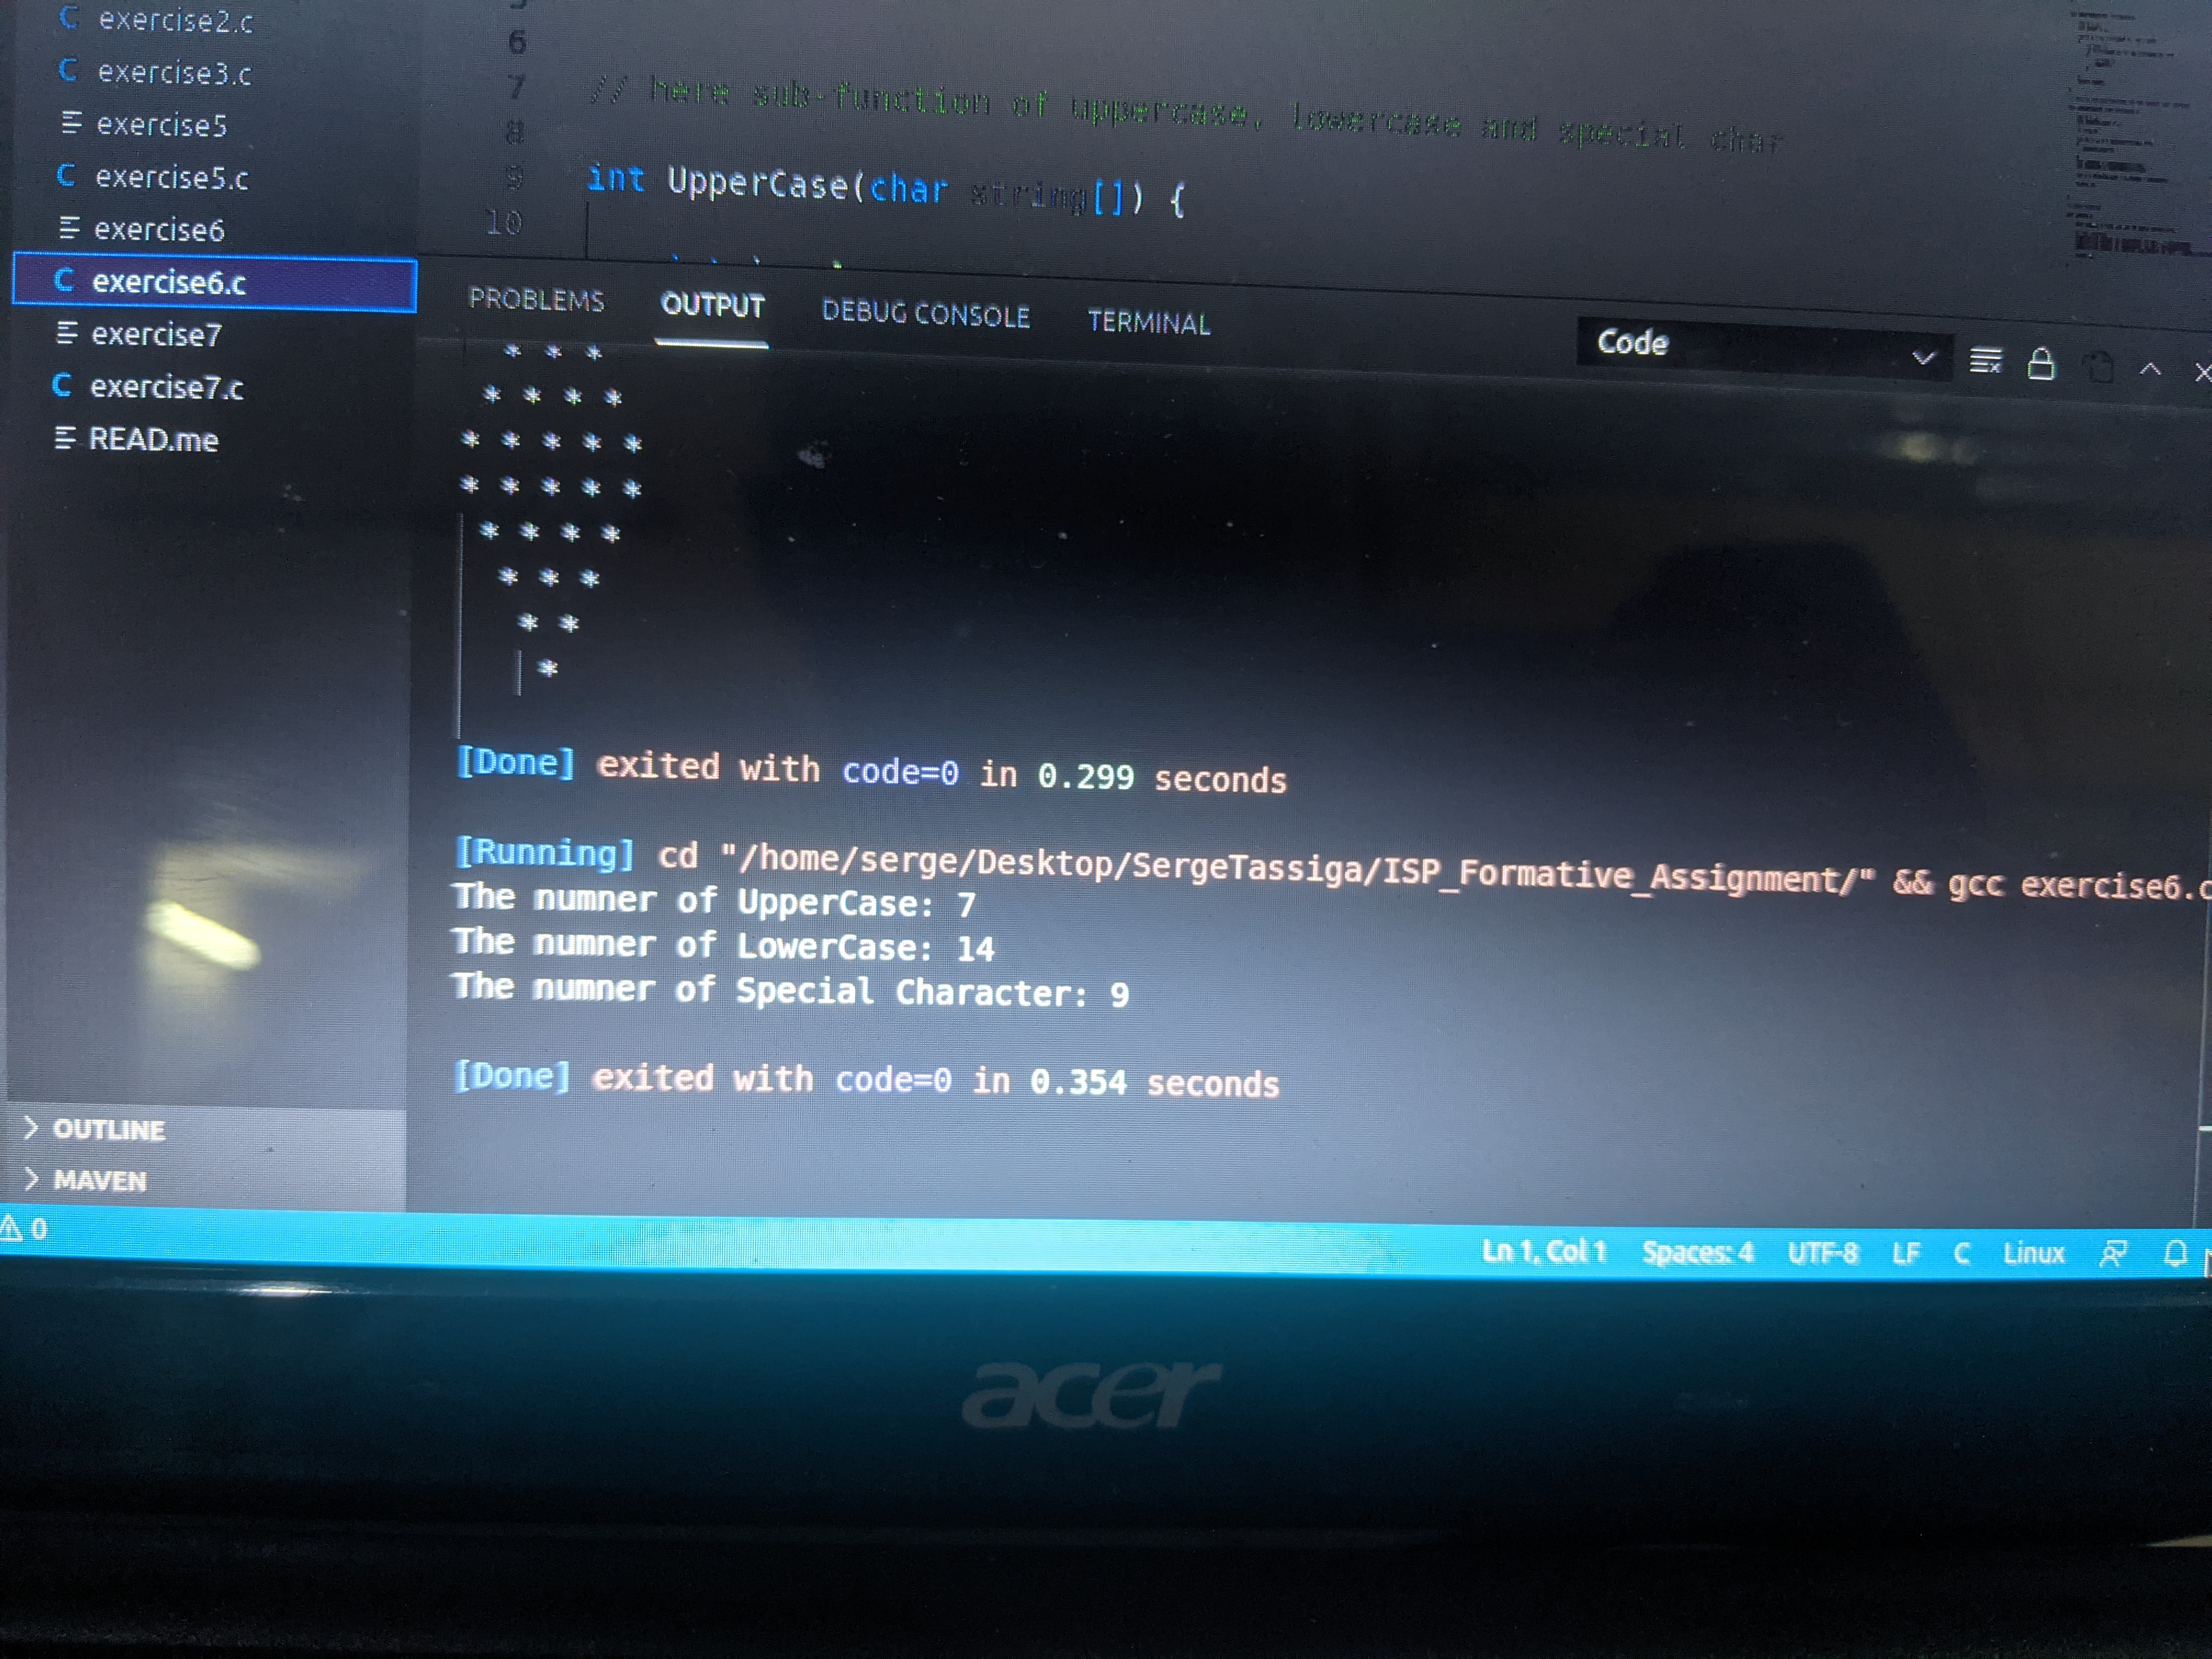 exercise2.c
exercise3.c
exercise5
exercise5.c
exercise6
exercise6.c
exercise7
exercise7.c
READ.me
OUTLINE
MAVEN
6
7 // here sub-function of uppercase, lowercase and special char
8
9 int UpperCase(char string[]) {
10
PROBLEMS OUTPUT DEBUG CONSOLE TERMINAL Code
* * *
* * * *
* * * * *
* * * * *
* * * *
* * *
* *
*
[Done] exited with code=0 in 0.299 seconds
[Running] cd "/home/serge/Desktop/SergeTassiga/ISP_Formative_Assignment/" && gcc exercise6.c
The numner of UpperCase: 7
The numner of LowerCase: 14
The numner of Special Character: 9
[Done] exited with code=0 in 0.354 seconds
0 Ln 1, Col 1 Spaces: 4 UTF-8 LF C Linux
acer